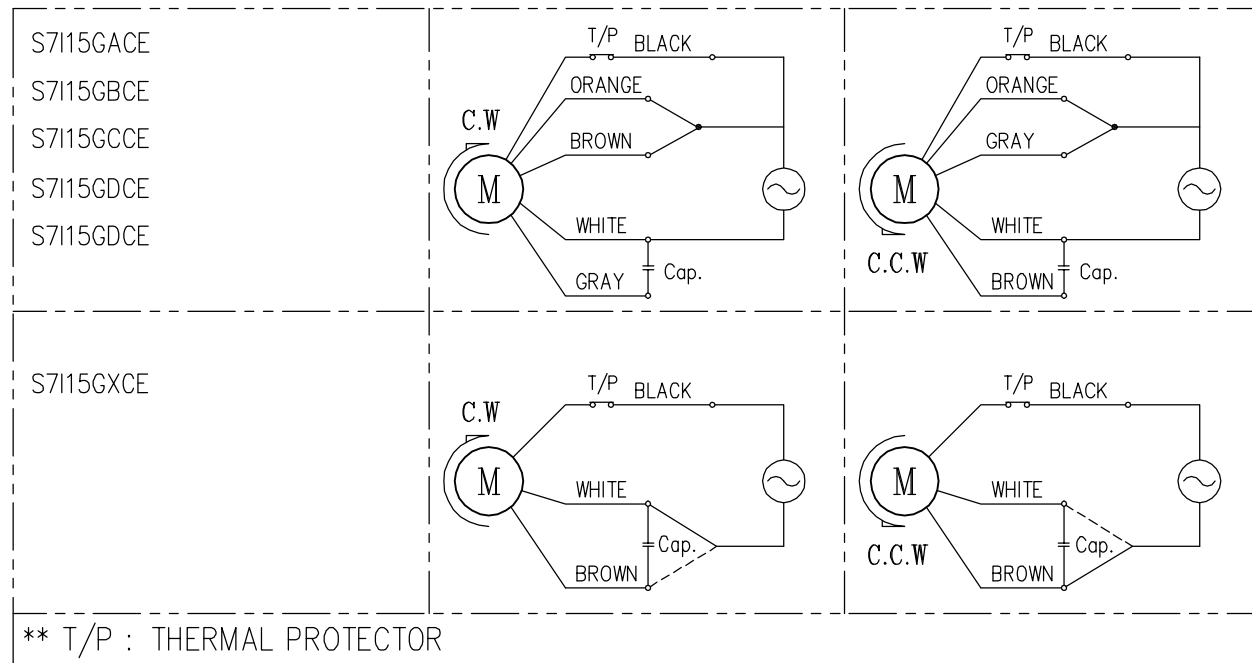 S7I15GACE
S7I15GBCE
S7I15GCCE
S7I15GDCE
S7I15GDCE
T/P BLACK
ORANGE
C.W
BROWN
M
WHITE
Cap.
GRAY
T/P BLACK
ORANGE
GRAY
M
WHITE
C.C.W
Cap.
BROWN
S7I15GXCE
T/P BLACK
C.W
M
WHITE
Cap.
BROWN
T/P BLACK
M
WHITE
Cap.
C.C.W
BROWN
** T/P : THERMAL PROTECTOR